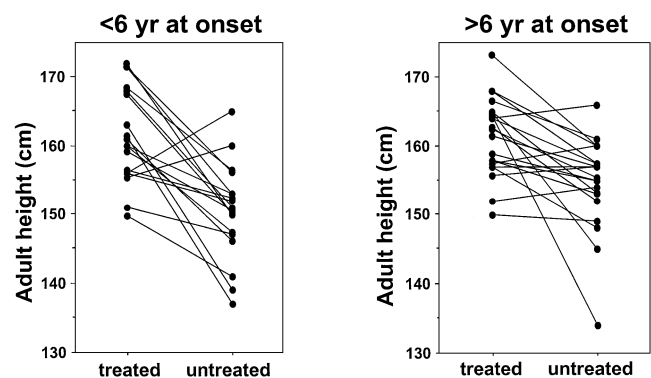 <6 yr at onset
Adult height (cm)
170
160
150
140
130
treated untreated
>6 yr at onset
Adult height (cm)
170
160
150
140
130
treated untreated